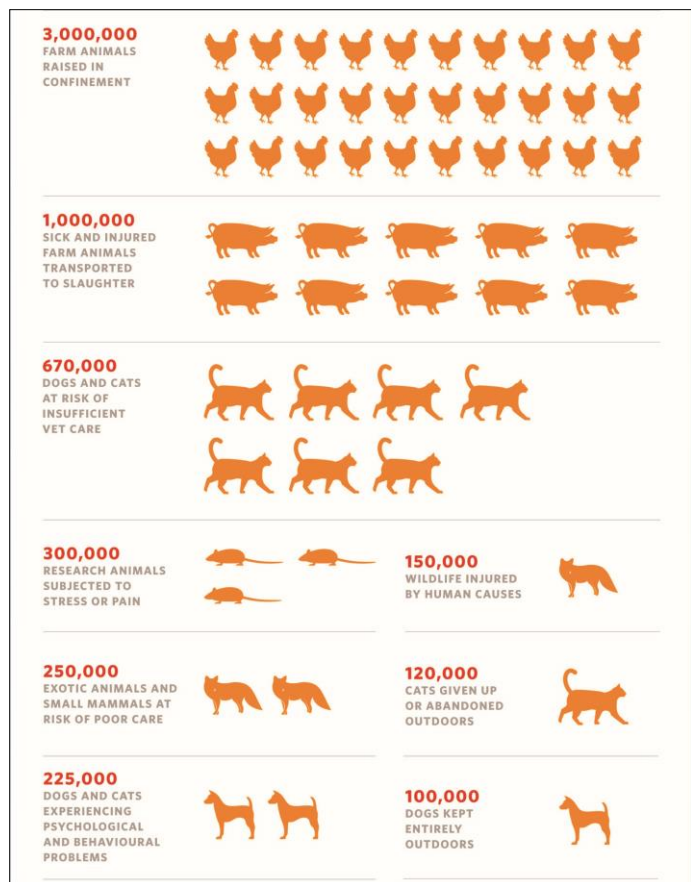 3,000,000
FARM ANIMALS
RAISED IN
CONFINEMENT
1,000,000
SICK AND INJURED
FARM ANIMALS
TRANSPORTED
TO SLAUGHTER
670,000
DOGS AND CATS
AT RISK OF
INSUFFICIENT
VET CARE
300,000
RESEARCH ANIMALS
SUBJECTED TO
STRESS OR PAIN
150,000
WILDLIFE INJURED
BY HUMAN CAUSES
250,000
EXOTIC ANIMALS AND
SMALL MAMMALS AT
RISK OF POOR CARE
120,000
CATS GIVEN UP
OR ABANDONED
OUTDOORS
225,000
DOGS AND CATS
EXPERIENCING
PSYCHOLOGICAL
AND BEHAVIOURAL
PROBLEMS
100,000
DOGS KEPT
ENTIRELY
OUTDOORS